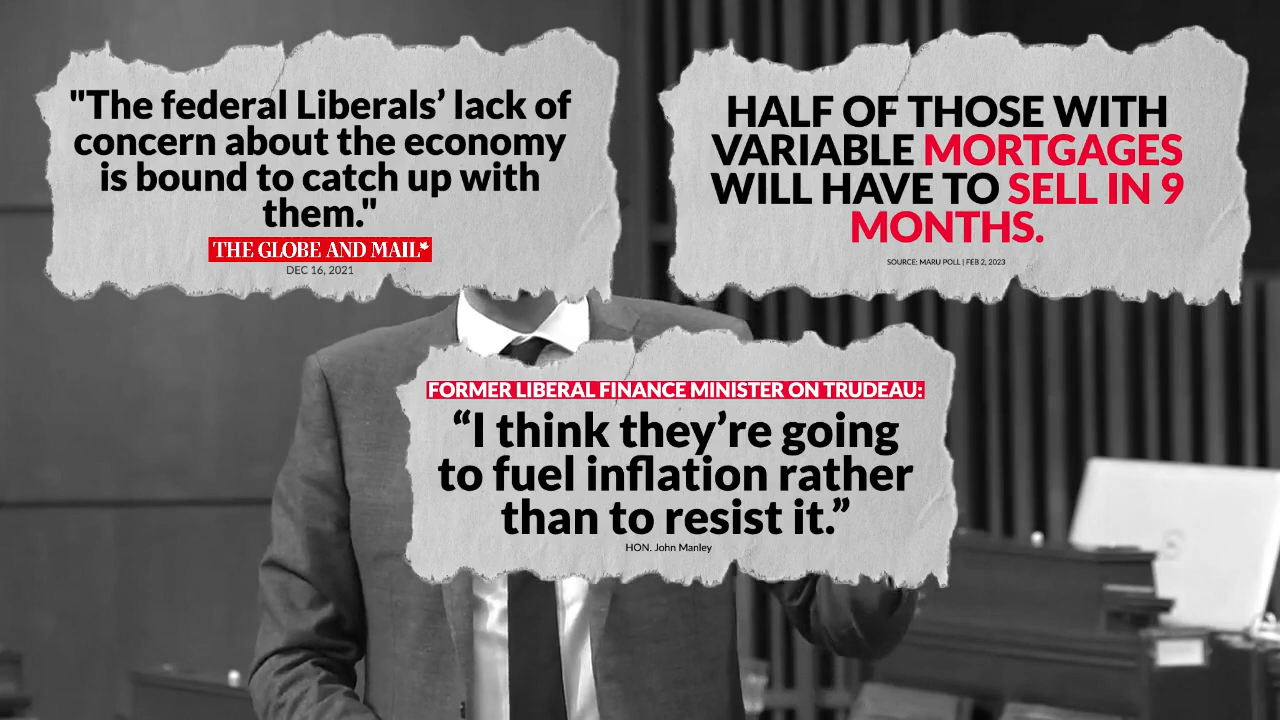 "The federal Liberals’ lack of
concern about the economy
is bound to catch up with
them."
THE GLOBE AND MAIL
DEC 16, 2021
HALF OF THOSE WITH
VARIABLE MORTGAGES
WILL HAVE TO SELL IN 9
MONTHS.
SOURCE: MARU POLL | FEB 2, 2023
FORMER LIBERAL FINANCE MINISTER ON TRUDEAU:
“I think they’re going
to fuel inflation rather
than to resist it.”
HON. John Manley